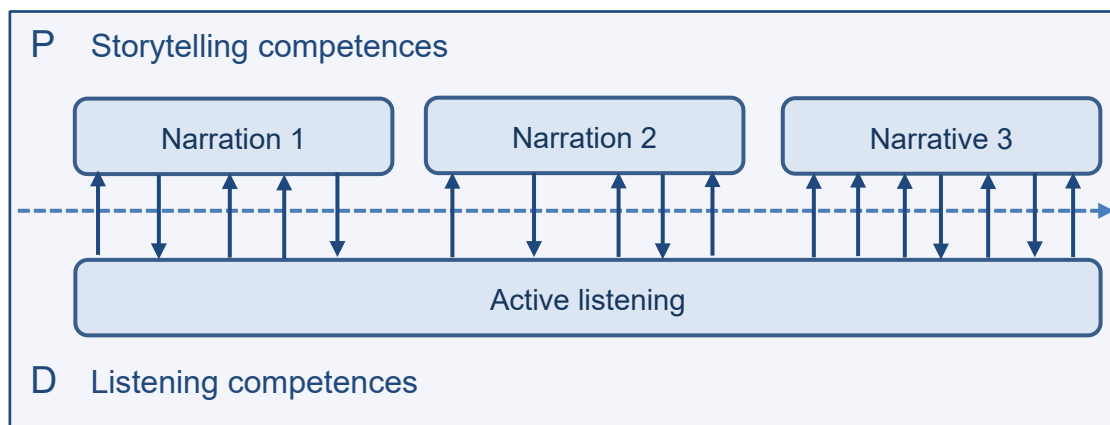 P Storytelling competences
Narration 1 Narration 2 Narrative 3
Active listening
D Listening competences